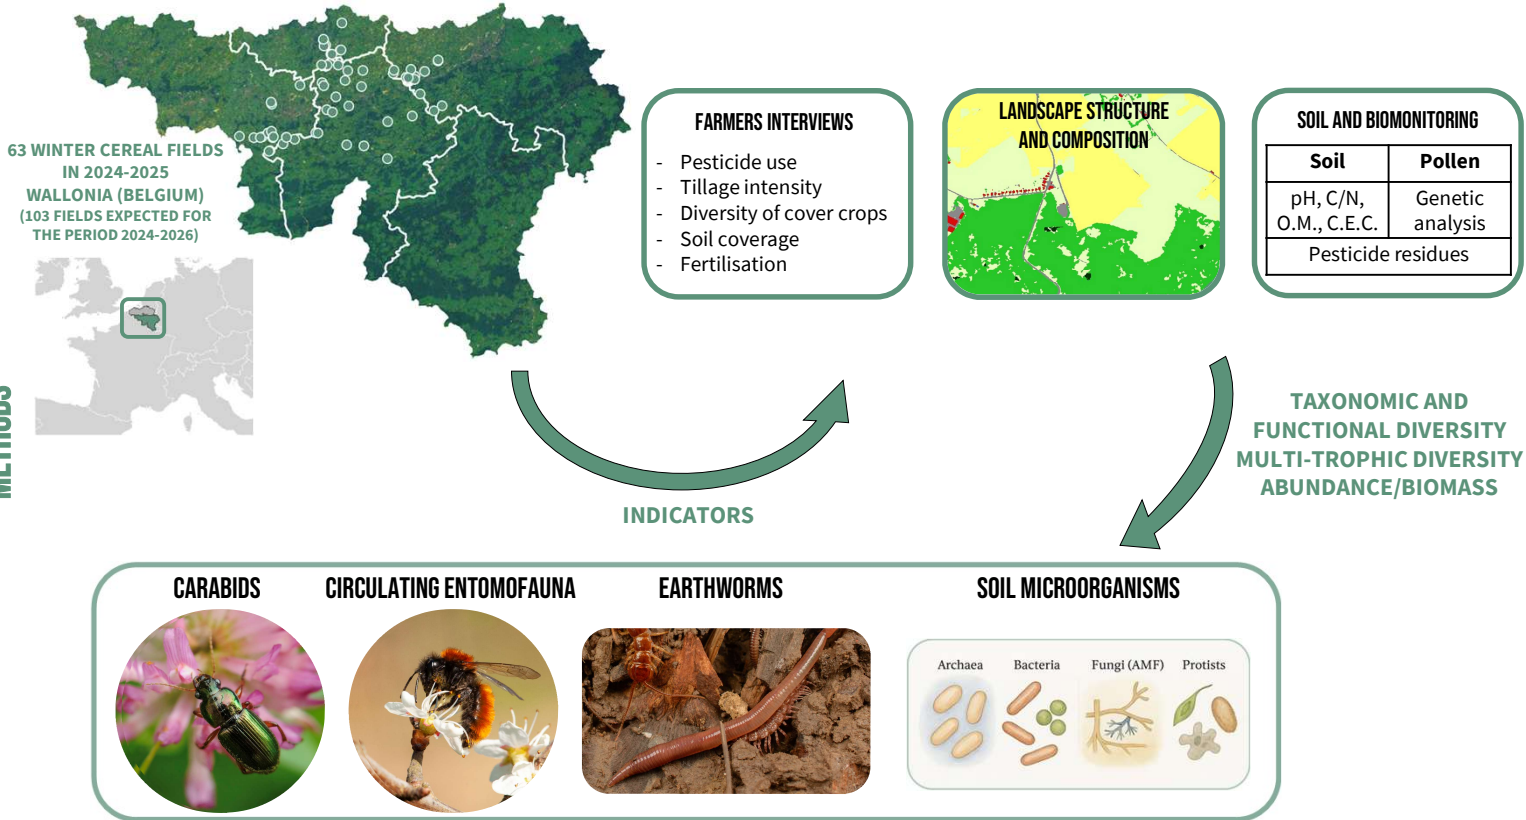 METHODS
63 WINTER CEREAL FIELDS
IN 2024-2025
WALLONIA (BELGIUM)
(103 FIELDS EXPECTED FOR
THE PERIOD 2024-2026)
FARMERS INTERVIEWS
- Pesticide use
- Tillage intensity
- Diversity of cover crops
- Soil coverage
- Fertilisation
LANDSCAPE STRUCTURE
AND COMPOSITION
SOIL AND BIOMONITORING
Soil Pollen
pH, C/N, Genetic
O.M., C.E.C. analysis
Pesticide residues
INDICATORS
TAXONOMIC AND
FUNCTIONAL DIVERSITY
MULTI-TROPHIC DIVERSITY
ABUNDANCE/BIOMASS
CARABIDS
CIRCULATING ENTOMOFAUNA
EARTHWORMS
SOIL MICROORGANISMS
Archaea Bacteria Fungi (AMF) Protists